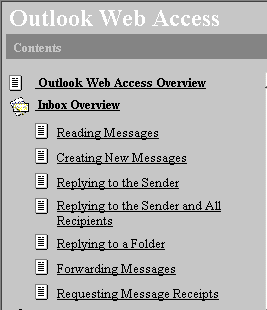 Outlook Web Access
Contents
Outlook Web Access Overview
Inbox Overview
Reading Messages
Creating New Messages
Replying to the Sender
Replying to the Sender and All
Recipients
Replying to a Folder
Forwarding Messages
Requesting Message Receipts